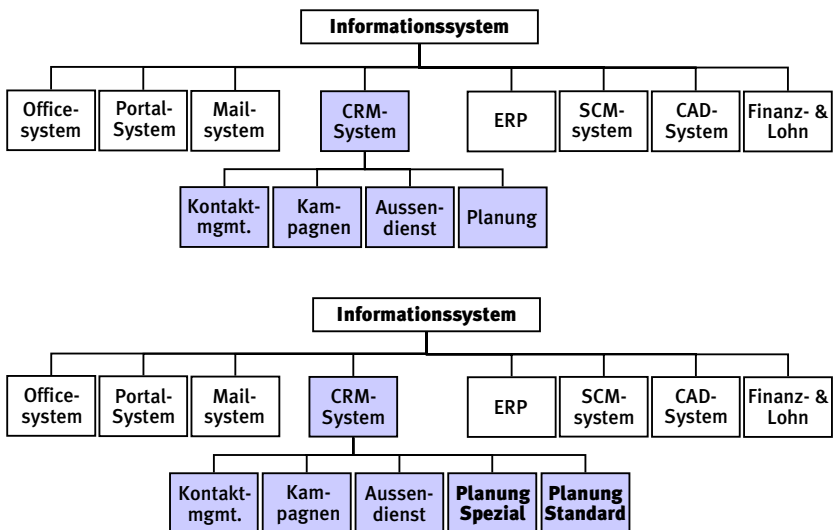 Informationssystem
Office-
system
Portal-
System
Mail-
system
CRM-
System
ERP
SCM-
system
CAD-
System
Finanz- &
Lohn
Kontakt-
mgmt.
Kam-
pagnen
Aussen-
dienst
Planung
Informationssystem
Office-
system
Portal-
System
Mail-
system
CRM-
System
ERP
SCM-
system
CAD-
System
Finanz- &
Lohn
Kontakt-
mgmt.
Kam-
pagnen
Aussen-
dienst
Planung
Spezial
Planung
Standard